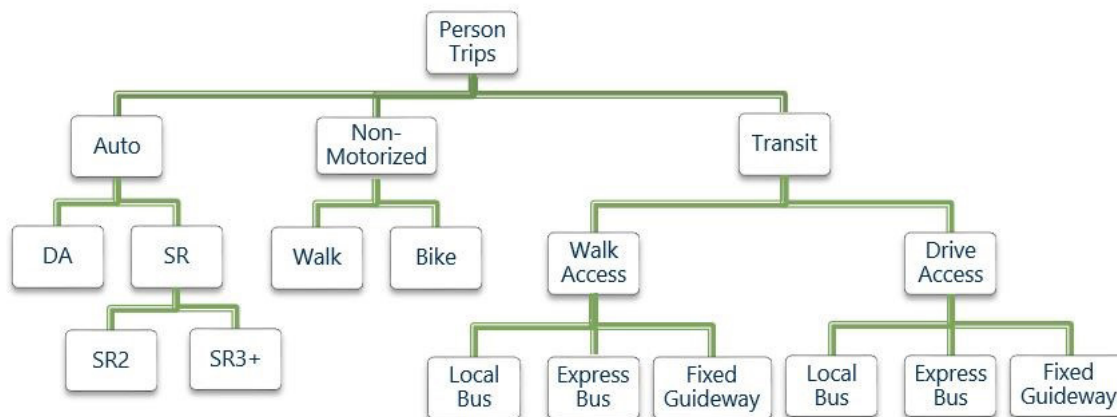 Person
Trips
Auto
Non-
Motorized
Transit
DA
SR
Walk
Bike
Walk
Access
Drive
Access
SR2
SR3+
Local
Bus
Express
Bus
Fixed
Guideway
Local
Bus
Express
Bus
Fixed
Guideway